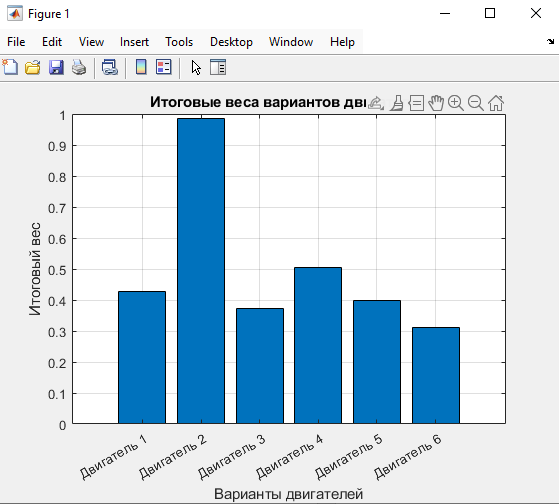 Figure 1
File Edit View Insert Tools Desktop Window Help
Итоговые веса вариантов
Итоговый вес
1
0.9
0.8
0.7
0.6
0.5
0.4
0.3
0.2
0.1
0
Двигатель 1
Двигатель 2
Двигатель 3
Двигатель 4
Двигатель 5
Двигатель 6
Варианты двигателей